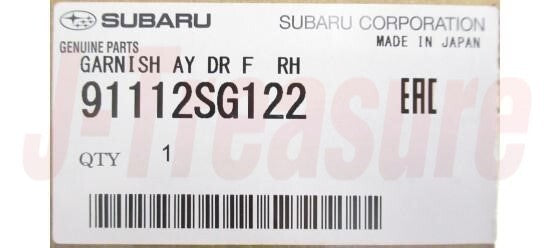 SUBARU
SUBARU CORPORATION
GENUINE PARTS
MADE IN JAPAN
GARNISH AY DR F RH
91112SG122
EAC
QTY 1
J-Treasure